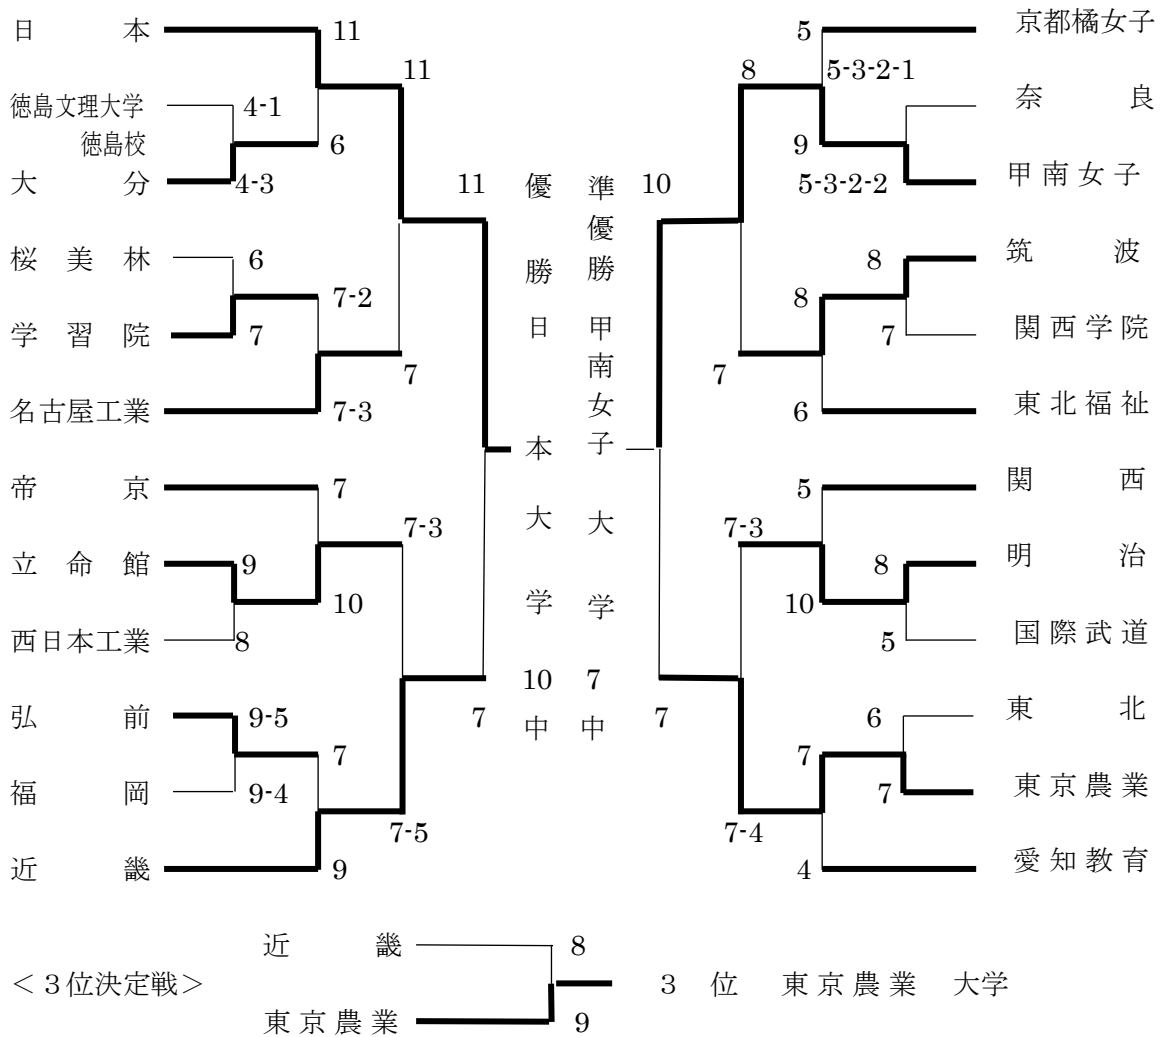 日本 11
11
徳島文理大学 4-1
徳島校 6
大分 4-3
11
桜美林 6
7-2
学習院 7
7
名古屋工業 7-3
帝京 7
7-3
立命館 9
10
西日本工業 8
弘前 9-5
7
7
福岡 9-4
7-5
近畿 9
優勝 日本大学 10中
準優勝 甲南女子大学 7中
5 京都橘女子
8 5-3-2-1
奈良
9
5-3-2-2 甲南女子
10
8 筑波
8
7 関西学院
7
6 東北福祉
5 関西
7-3
8 明治
10
5 国際武道
6 東北
7
7
7 東京農業
7-4
4 愛知教育
近畿 8
<3位決定戦> 3位 東京農業 大学
東京農業 9